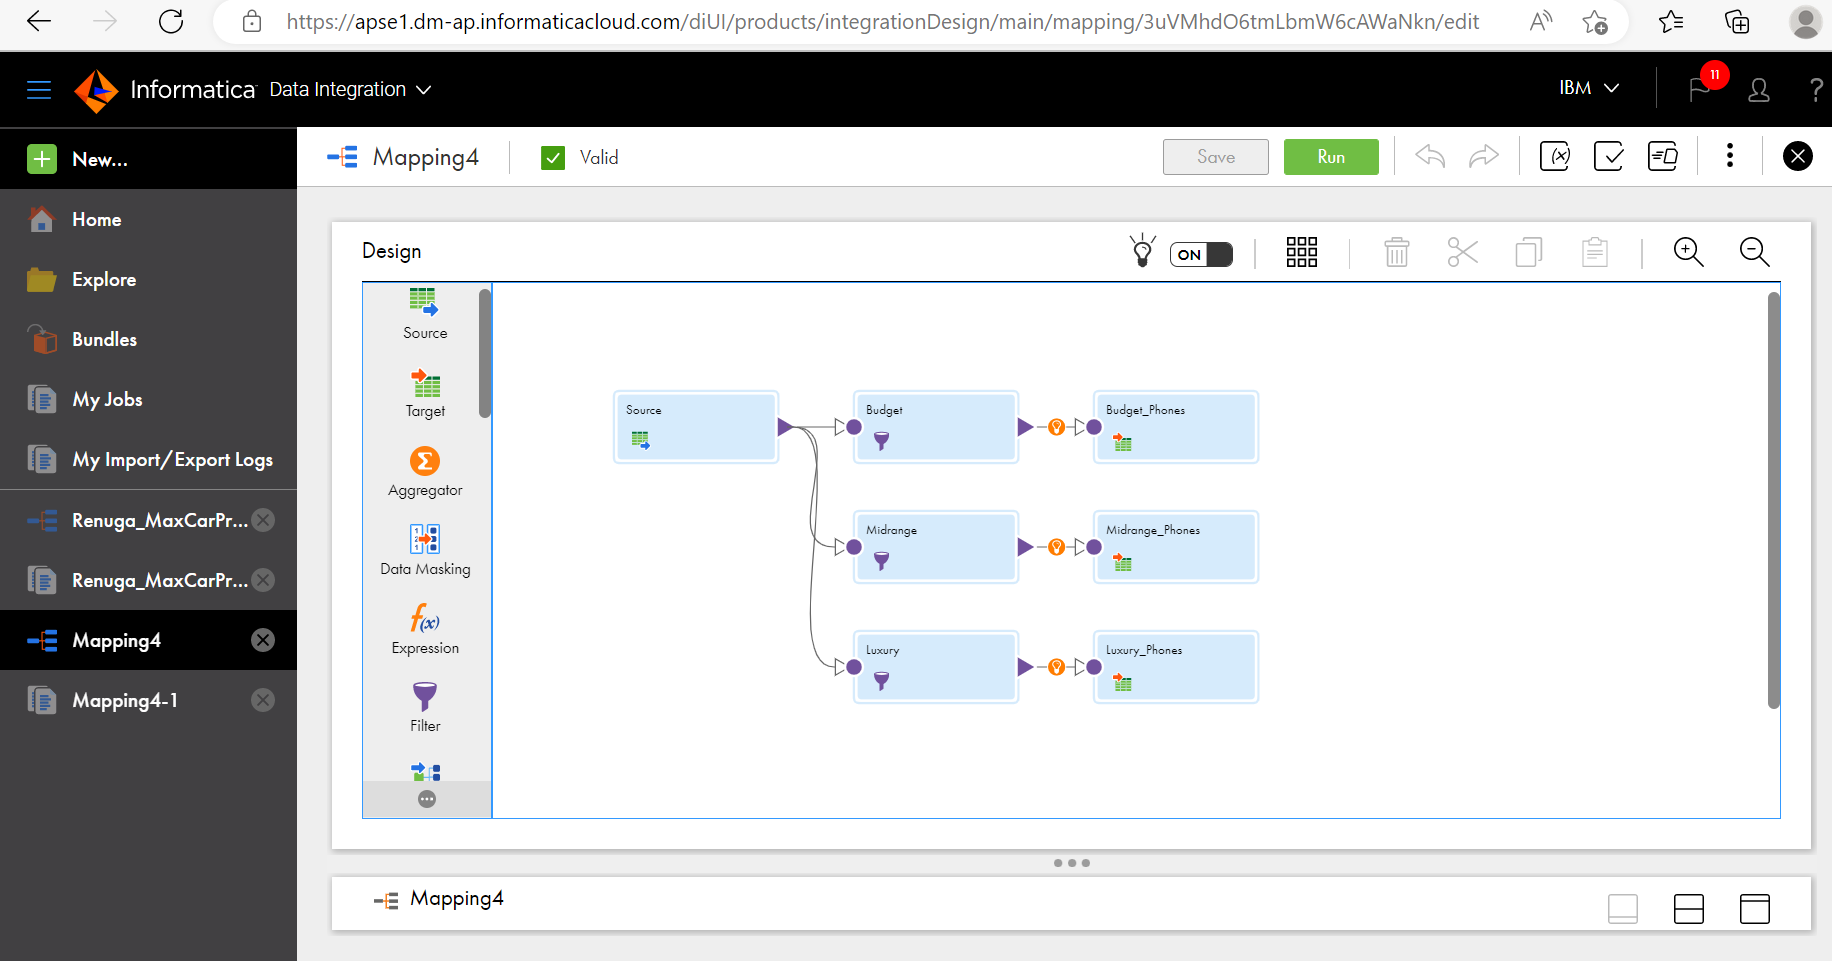 https://apse1.dm-ap.informaticacloud.com/diUI/products/integrationDesign/main/mapping/3uVMhdO6tmLbmW6cAWaNkn/edit
Informatica Data Integration
IBM
11
?
New...
Mapping4
Valid
Save
Run
Home
Explore
Bundles
My Jobs
My Import/Export Logs
Renuga_MaxCarPr...
Renuga_MaxCarPr...
Mapping4
Mapping4-1
Design
ON
Source
Target
Aggregator
Data Masking
Expression
Filter
Source
Budget
Budget_Phones
Midrange
Midrange_Phones
Luxury
Luxury_Phones
Mapping4